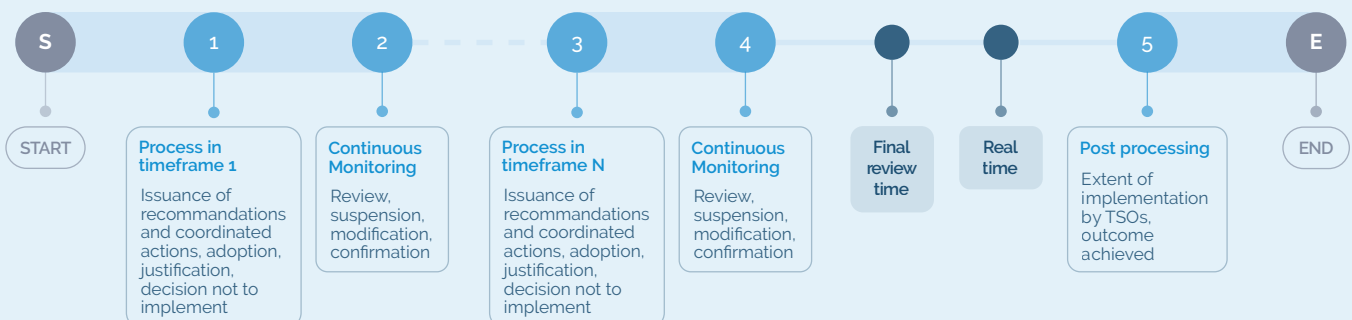 S
1
2
3
4
5
E
START
Process in
timeframe 1
Issuance of
recommandations
and coordinated
actions, adoption,
justification,
decision not to
implement
Continuous
Monitoring
Review,
suspension,
modification,
confirmation
Process in
timeframe N
Issuance of
recommandations
and coordinated
actions, adoption,
justification,
decision not to
implement
Continuous
Monitoring
Review,
suspension,
modification,
confirmation
Final
review
time
Real
time
Post processing
Extent of
implementation
by TSOs,
outcome
achieved
END